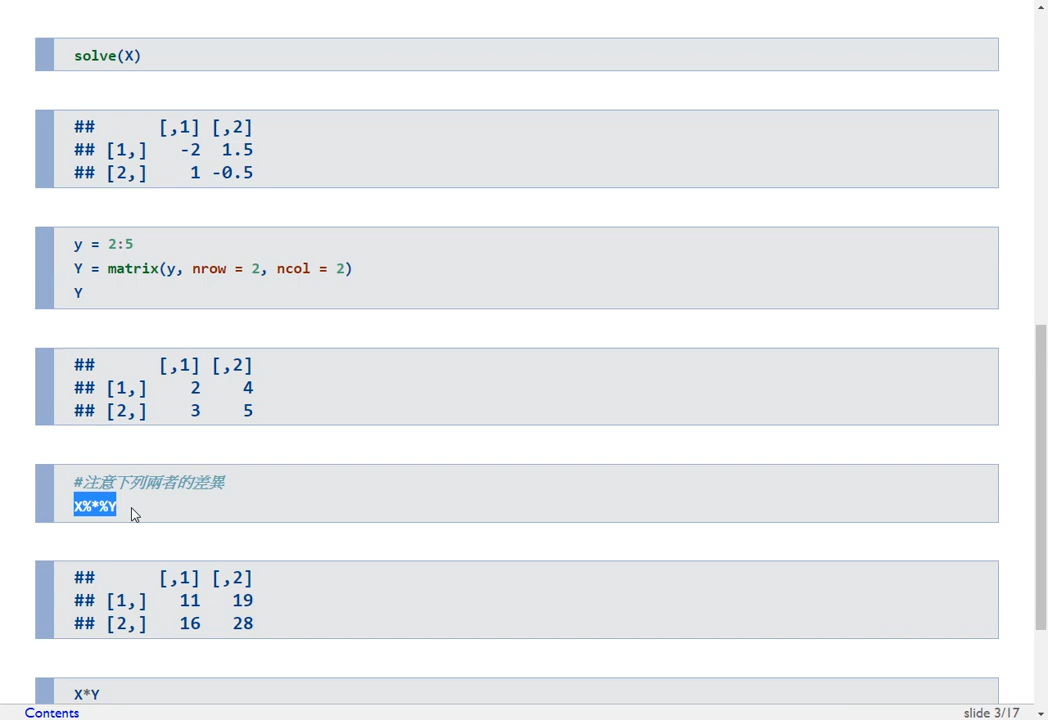 solve(X)
##      [,1] [,2]
## [1,]   -2  1.5
## [2,]    1 -0.5
y = 2:5
Y = matrix(y, nrow = 2, ncol = 2)
Y
##      [,1] [,2]
## [1,]    2    4
## [2,]    3    5
#注意下列兩者的差異
X%*%Y
##      [,1] [,2]
## [1,]   11   19
## [2,]   16   28
X*Y
Contents
slide 3/17